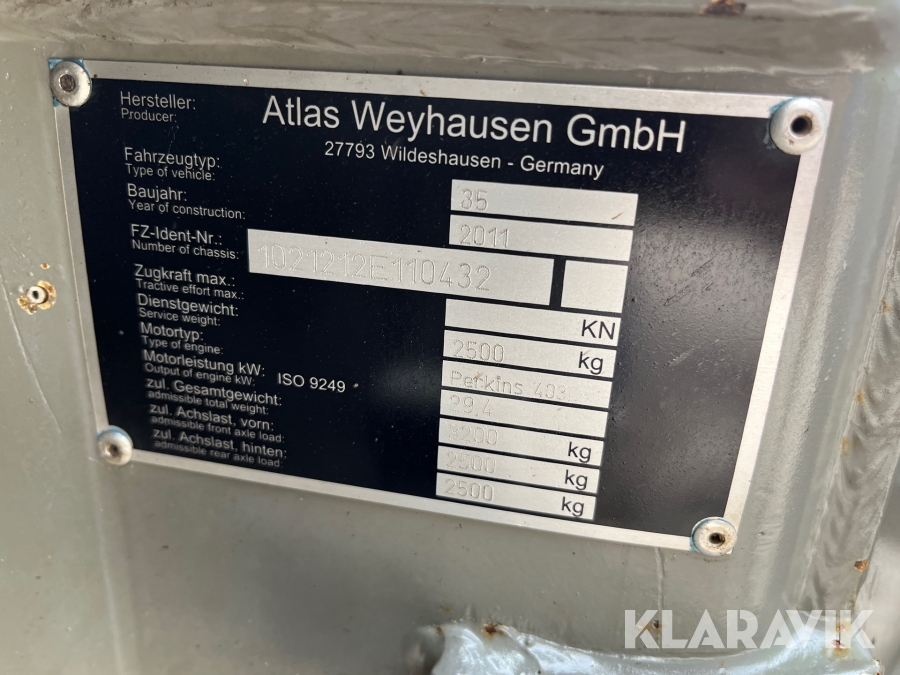 Hersteller:
Producer:
Atlas Weyhausen GmbH
27793 Wildeshausen - Germany
Fahrzeugtyp:
Type of vehicle:
35
Baujahr:
Year of construction:
2011
FZ-Ident-Nr.:
Number of chassis:
1021212E110432
Zugkraft max.:
Tractive effort max.:
KN
Dienstgewicht:
Service weight:
2500 kg
Motortyp:
Type of engine:
Perkins 403
Motorleistung kW:
Output of engine kW:
ISO 9249
29,4
zul. Gesamtgewicht:
admissible total weight:
3200 kg
zul. Achslast, vorn:
admissible front axle load:
2500 kg
zul. Achslast, hinten:
admissible rear axle load:
2500 kg
KLARAVIK